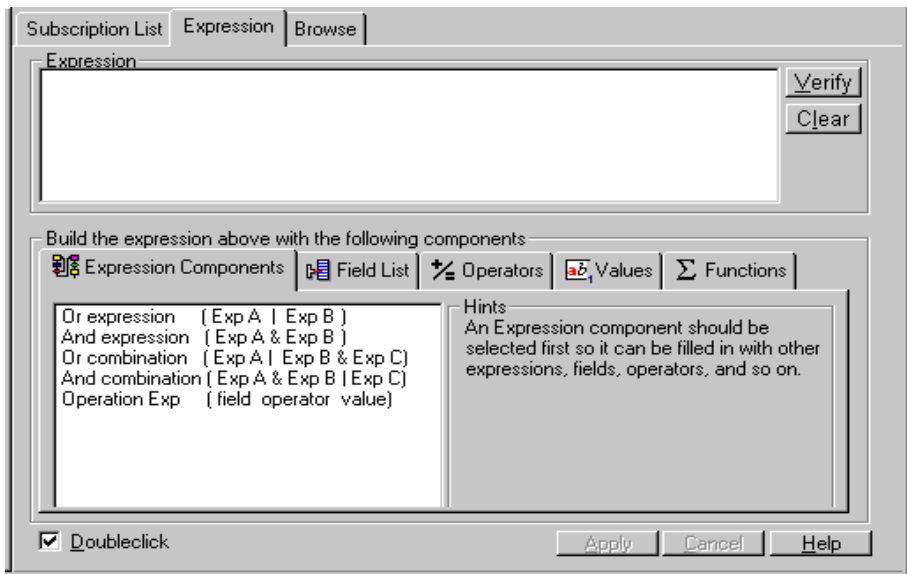 Subscription List Expression Browse
Expression
Verify
Clear
Build the expression above with the following components
Expression Components Field List Operators Values Functions
Or expression ( Exp A | Exp B )
And expression ( Exp A & Exp B )
Or combination ( Exp A | Exp B & Exp C)
And combination ( Exp A & Exp B | Exp C)
Operation Exp ( field operator value)
Hints
An Expression component should be
selected first so it can be filled in with other
expressions, fields, operators, and so on.
Doubleclick Apply Cancel Help